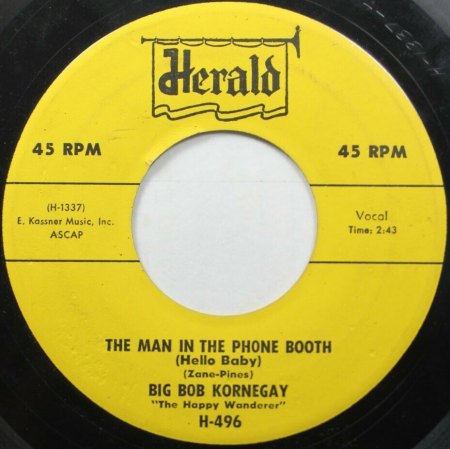 Herald
45 RPM
45 RPM
(H-1337)
E. Kassner Music, Inc.
ASCAP
Vocal
Time: 2:43
THE MAN IN THE PHONE BOOTH
(Hello Baby)
(Zane-Pines)
BIG BOB KORNEGAY
"The Happy Wanderer"
H-496